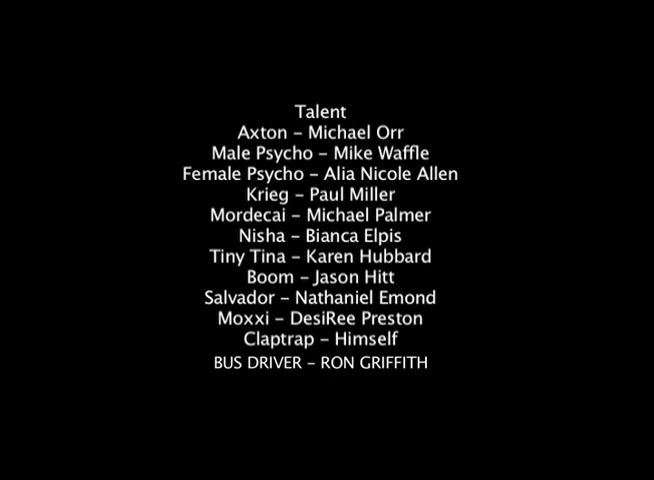 Talent
Axton – Michael Orr
Male Psycho – Mike Waffle
Female Psycho – Alia Nicole Allen
Krieg – Paul Miller
Mordecai – Michael Palmer
Nisha – Bianca Elpis
Tiny Tina – Karen Hubbard
Boom – Jason Hitt
Salvador – Nathaniel Emond
Moxxi – DesiRee Preston
Claptrap – Himself
BUS DRIVER – RON GRIFFITH